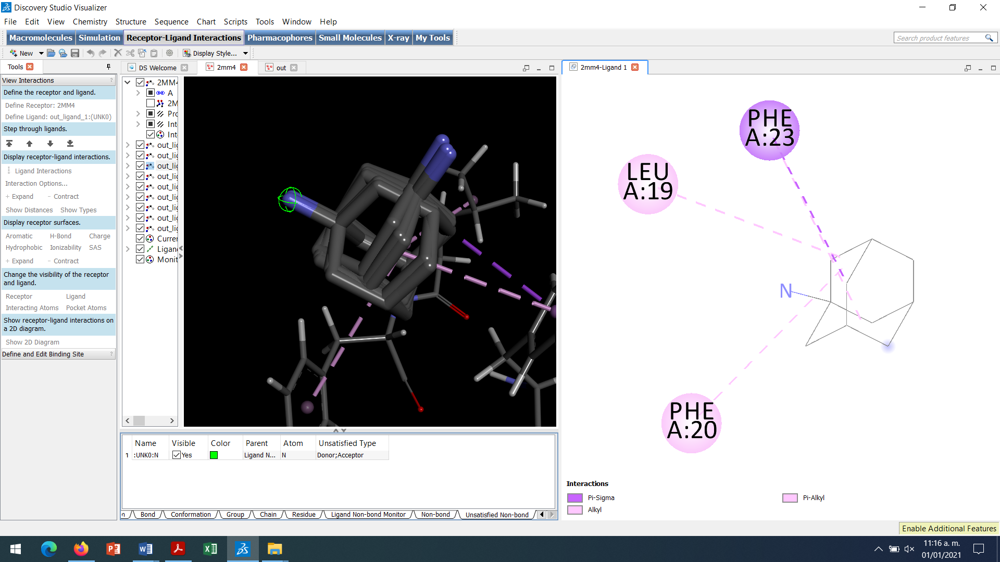 Discovery Studio Visualizer
File Edit View Chemistry Structure Sequence Chart Scripts Tools Window Help
Macromolecules Simulation Receptor-Ligand Interactions Pharmacophores Small Molecules X-ray My Tools
Search product features
New Display Style...
Tools
DS Welcome 2mm4 out
2mm4-Ligand 1
View Interactions ?
Define the receptor and ligand.
Define Receptor: 2MM4
Define Ligand: out_ligand_1:(UNK0)
Step through ligands.
Display receptor-ligand interactions.
Ligand Interactions
Interaction Options...
+ Expand - Contract
Show Distances Show Types
Display receptor surfaces.
Aromatic H-Bond Charge
Hydrophobic Ionizability SAS
+ Expand - Contract
Change the visibility of the receptor
and ligand.
Receptor Ligand
Interacting Atoms Pocket Atoms
Show receptor-ligand interactions on
a 2D diagram.
Show 2D Diagram
Define and Edit Binding Site ?
2MM4
A
2M
Pro
Int
Int
out_lig
out_lig
out_lig
out_lig
out_lig
out_lig
out_lig
out_lig
out_lig
Currer
Ligan
Monit
PHE
A:23
LEU
A:19
N
PHE
A:20
Interactions
Pi-Sigma
Alkyl
Pi-Alkyl
Name Visible Color Parent Atom Unsatisfied Type
1 :UNK0:N Yes Ligand N... N Donor;Acceptor
n Bond Conformation Group Chain Residue Ligand Non-bond Monitor Non-bond Unsatisfied Non-bond
Enable Additional Features
11:16 a. m.
01/01/2021